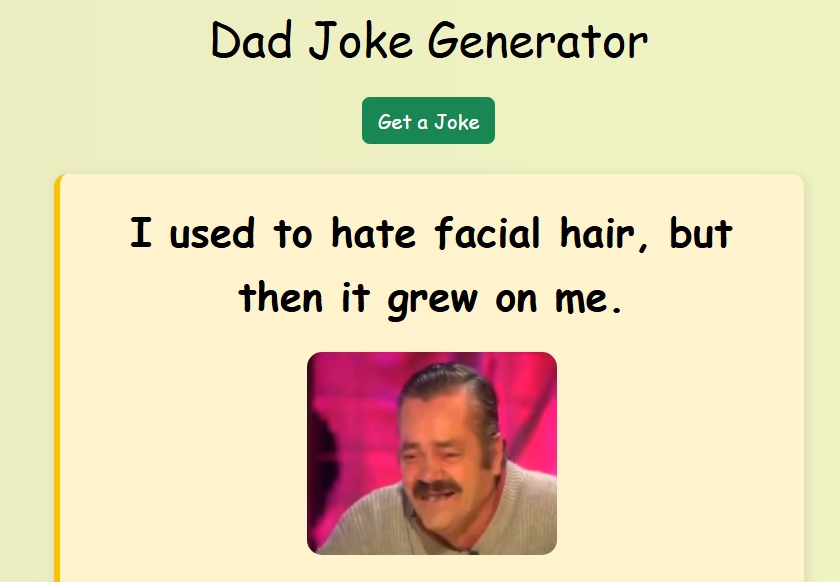 Dad Joke Generator
Get a Joke
I used to hate facial hair, but
then it grew on me.